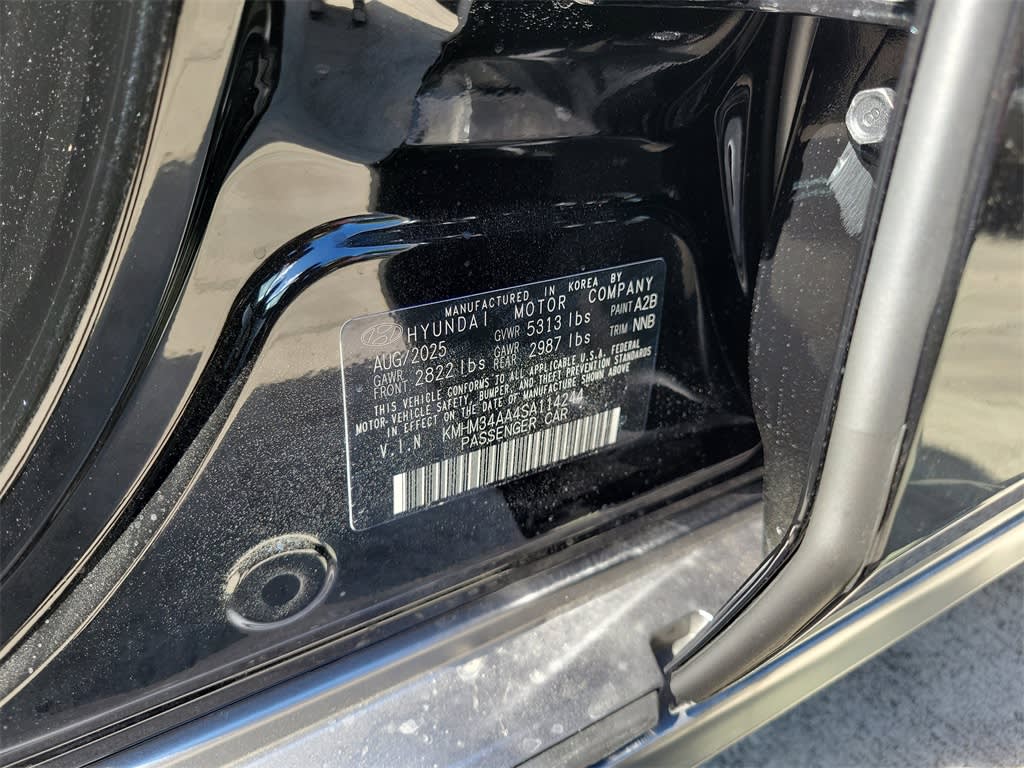 MANUFACTURED IN KOREA BY
HYUNDAI MOTOR COMPANY
AUG/2025 GVWR 5313 lbs PAINT A2B
GAWR FRONT 2822 lbs GAWR REAR 2987 lbs TRIM NNB
THIS VEHICLE CONFORMS TO ALL APPLICABLE U.S.A. FEDERAL
MOTOR VEHICLE SAFETY, BUMPER, AND THEFT PREVENTION STANDARDS
IN EFFECT ON THE DATE OF MANUFACTURE SHOWN ABOVE
V.I.N KMHM34AA4SA114244
PASSENGER CAR
8